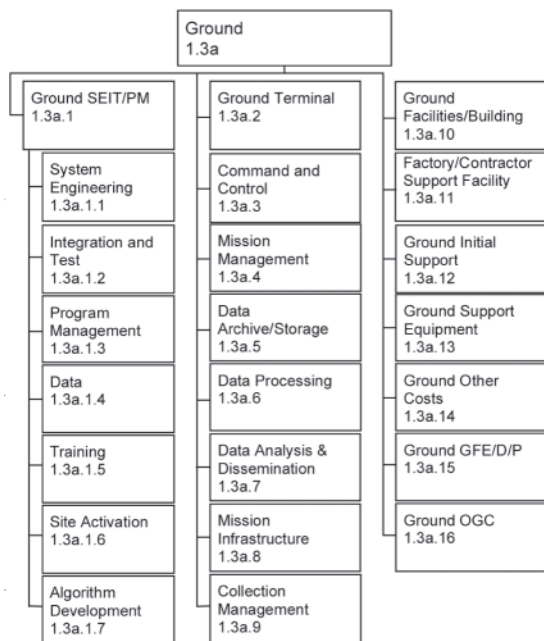 Ground
1.3a
Ground SEIT/PM
1.3a.1
System
Engineering
1.3a.1.1
Integration and
Test
1.3a.1.2
Program
Management
1.3a.1.3
Data
1.3a.1.4
Training
1.3a.1.5
Site Activation
1.3a.1.6
Algorithm
Development
1.3a.1.7
Ground Terminal
1.3a.2
Command and
Control
1.3a.3
Mission
Management
1.3a.4
Data
Archive/Storage
1.3a.5
Data Processing
1.3a.6
Data Analysis &
Dissemination
1.3a.7
Mission
Infrastructure
1.3a.8
Collection
Management
1.3a.9
Ground
Facilities/Building
1.3a.10
Factory/Contractor
Support Facility
1.3a.11
Ground Initial
Support
1.3a.12
Ground Support
Equipment
1.3a.13
Ground Other
Costs
1.3a.14
Ground GFE/D/P
1.3a.15
Ground OGC
1.3a.16